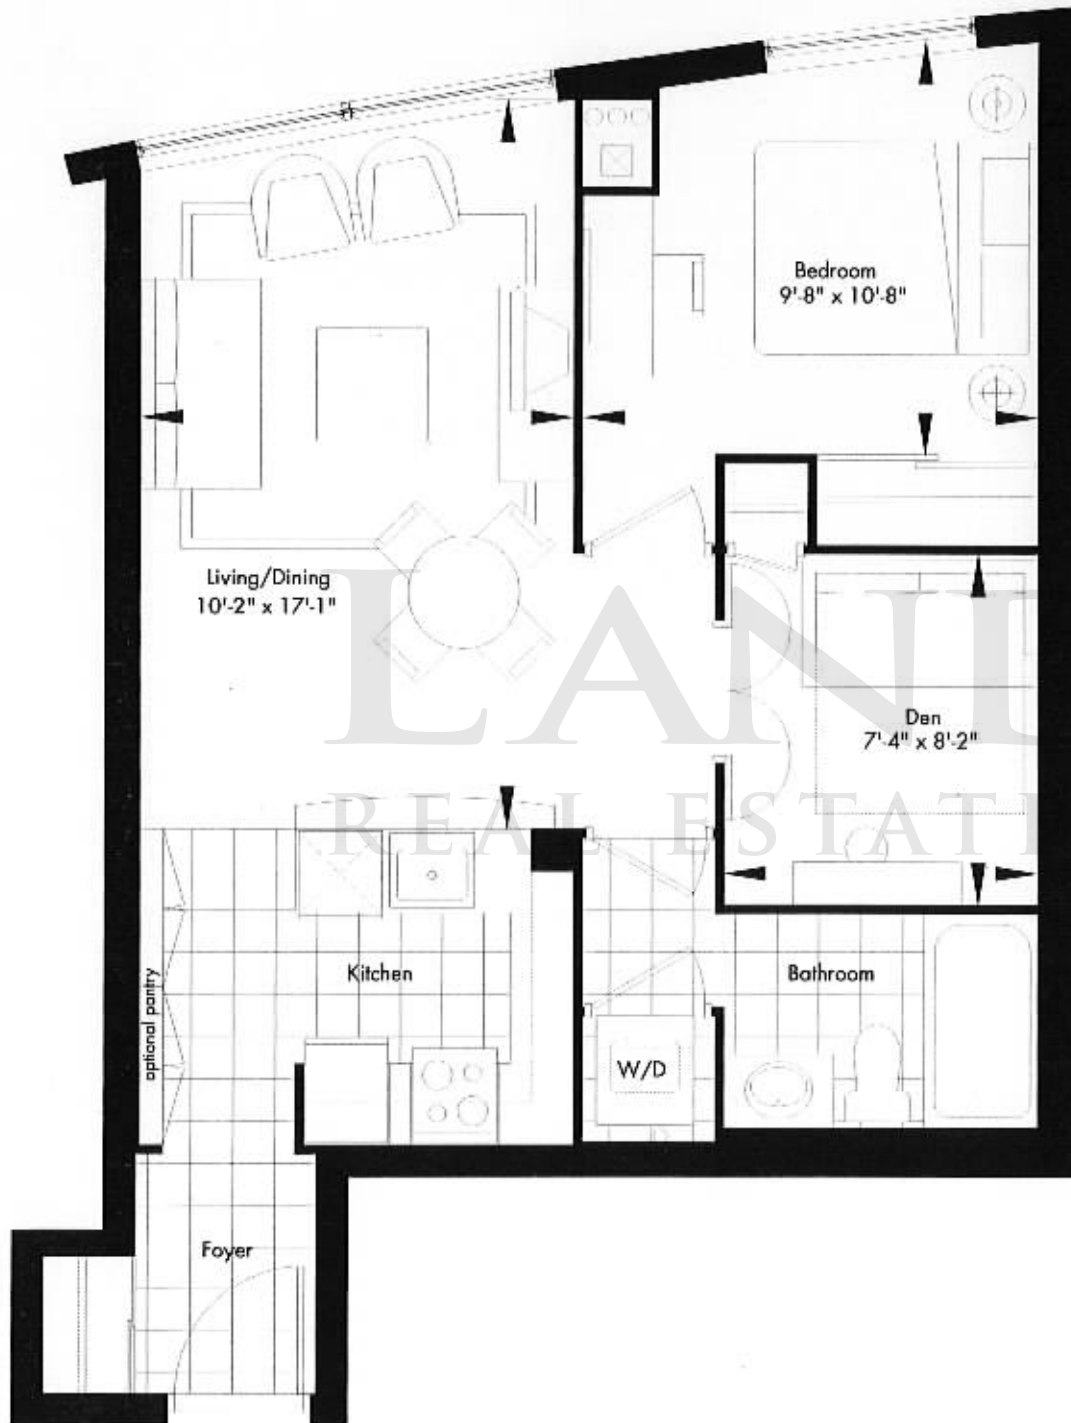 Bedroom
9'-8" x 10'-8"
Living/Dining
10'-2" x 17'-1"
LAN
REAL ESTATE
Den
7'-4" x 8'-2"
optional pantry
Kitchen
Bathroom
W/D
Foyer